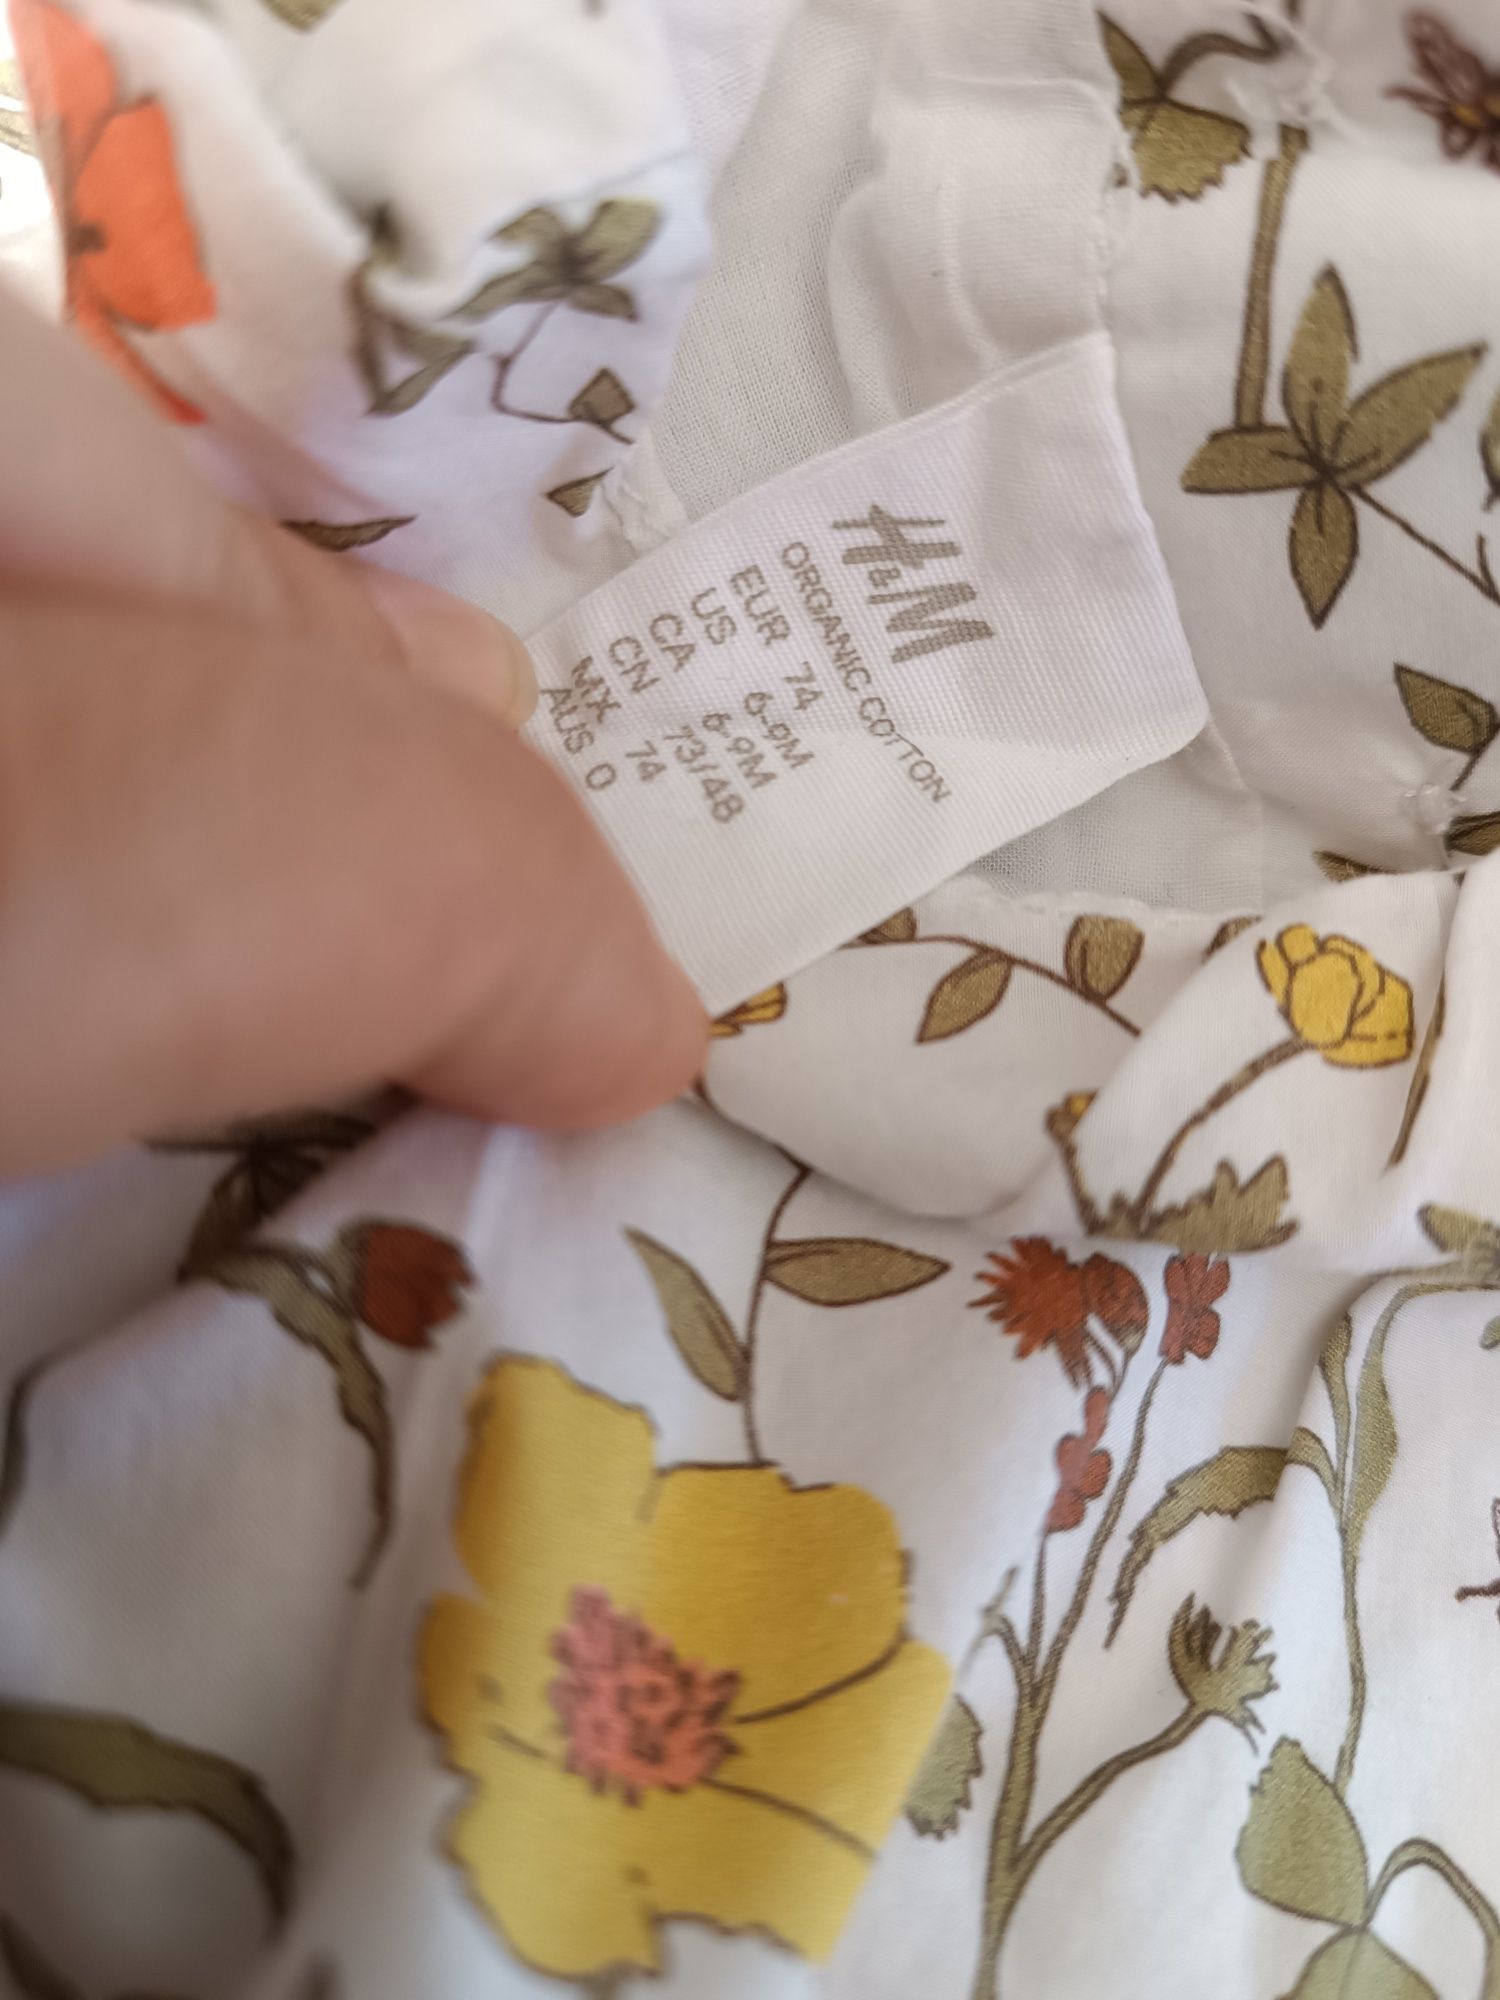 H&M
ORGANIC COTTON
EUR 74
US 6-9M
CA 6-9M
CN 73/48
MX 74
AUS 0